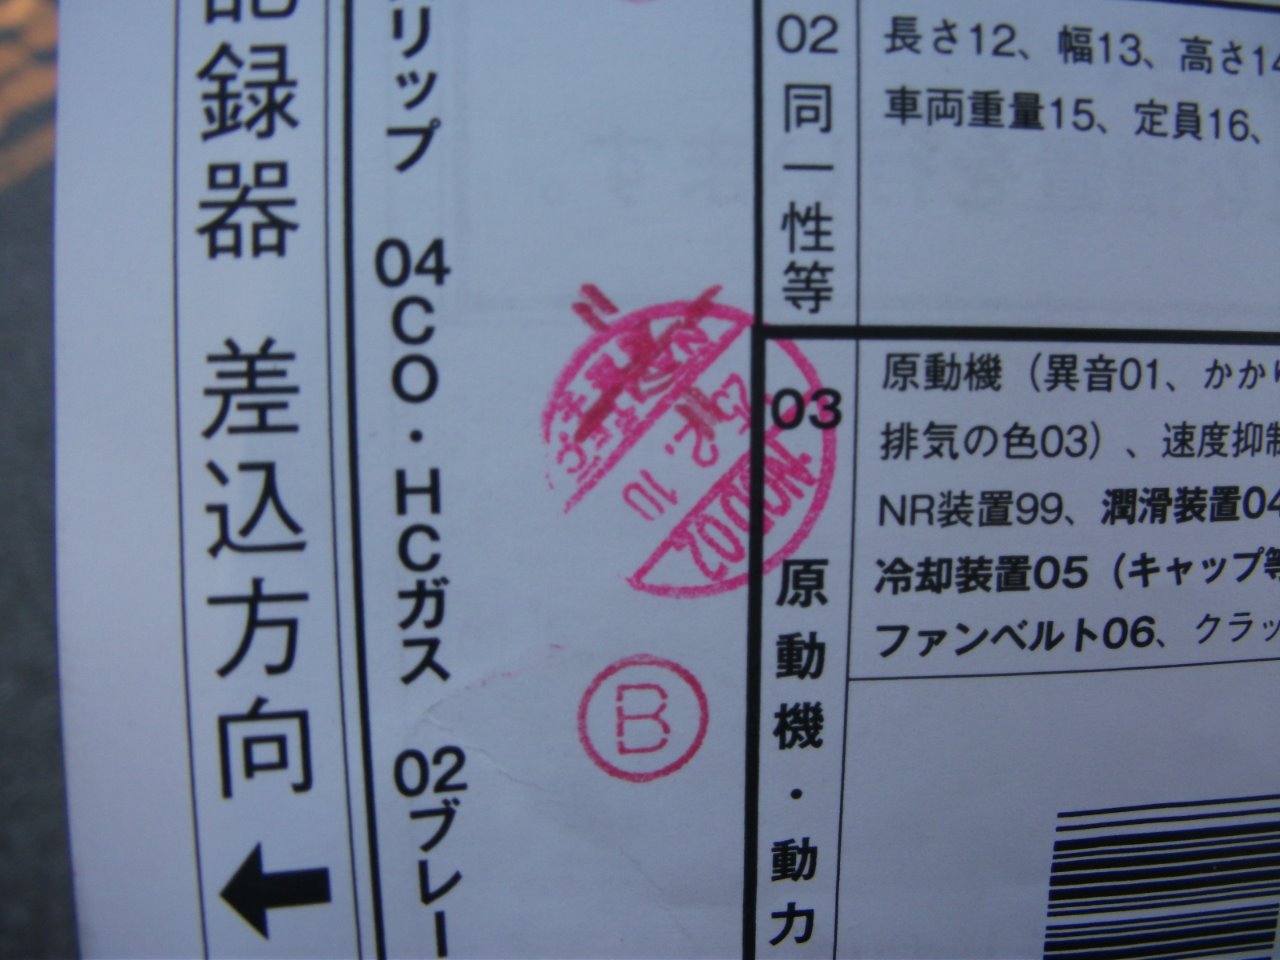 記録器 差込方向
リップ 04CO・HCガス 02ブレー
02 同一性等
長さ12、幅13、高さ14
車両重量15、定員16、
03 原動機・動力
原動機（異音01、かかり
排気の色03）、速度抑制
NR装置99、潤滑装置04
冷却装置05（キャップ等
ファンベルト06、クラッ
2.10
B